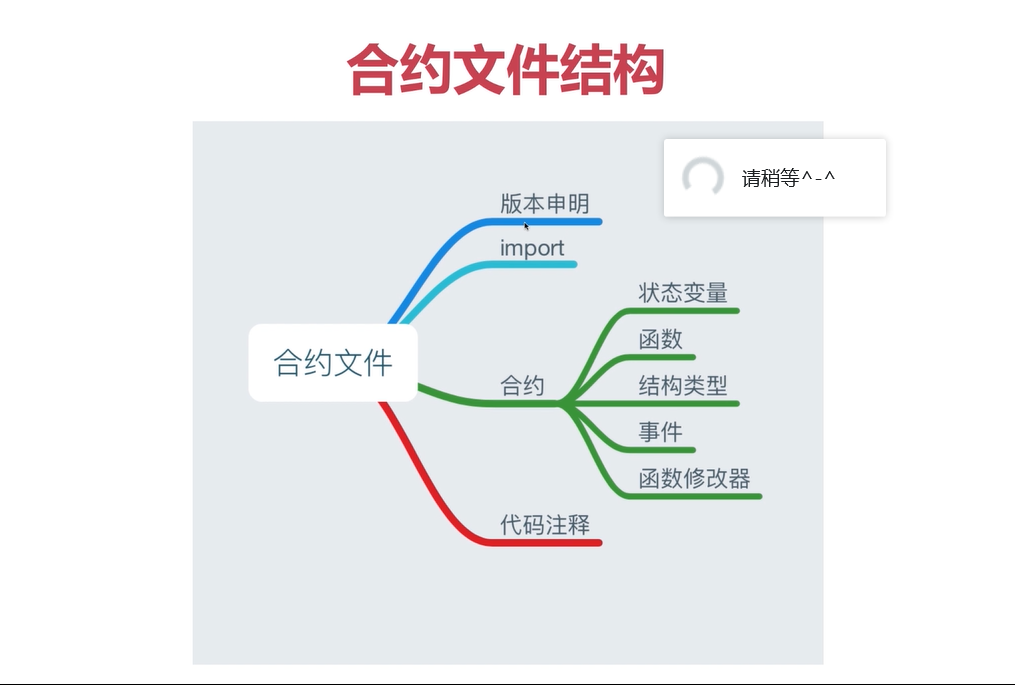 合约文件结构
请稍等^-^
版本申明
import
状态变量
函数
合约文件
合约
结构类型
事件
函数修改器
代码注释